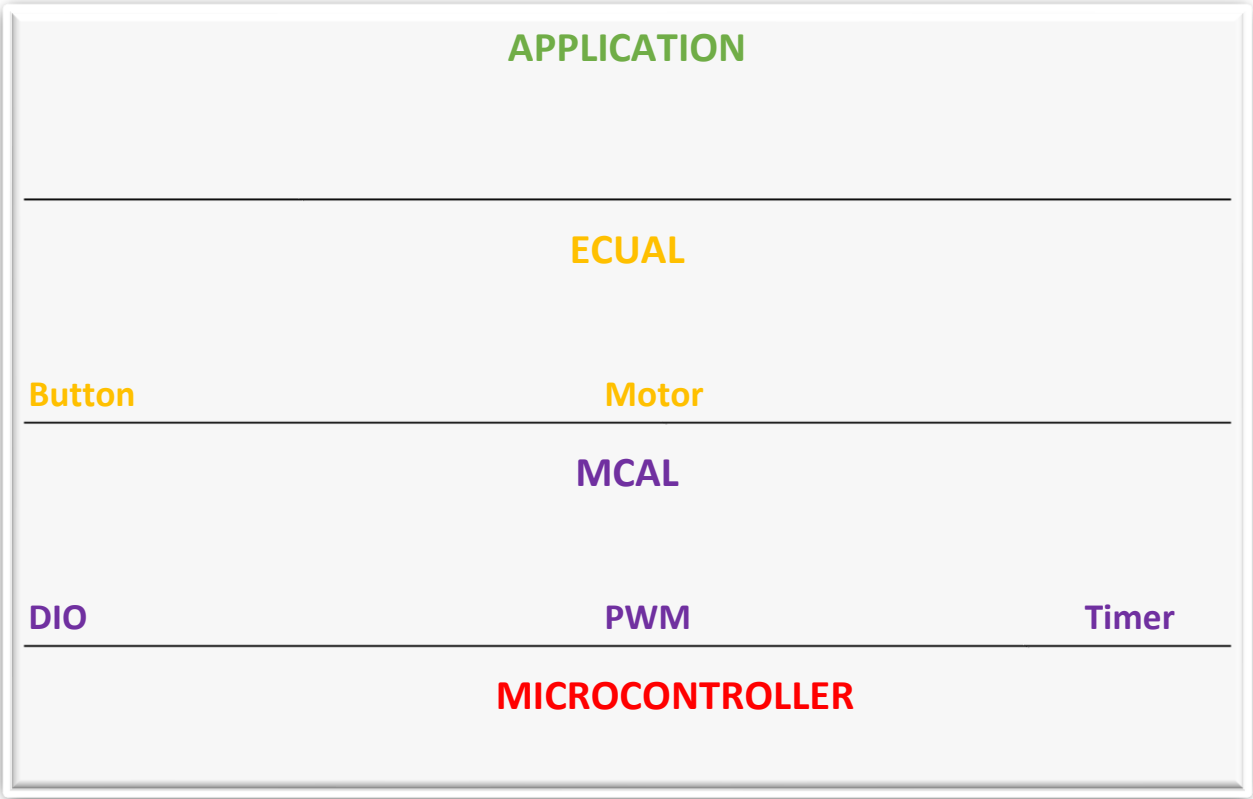 APPLICATION
ECUAL
Button Motor
MCAL
DIO PWM Timer
MICROCONTROLLER